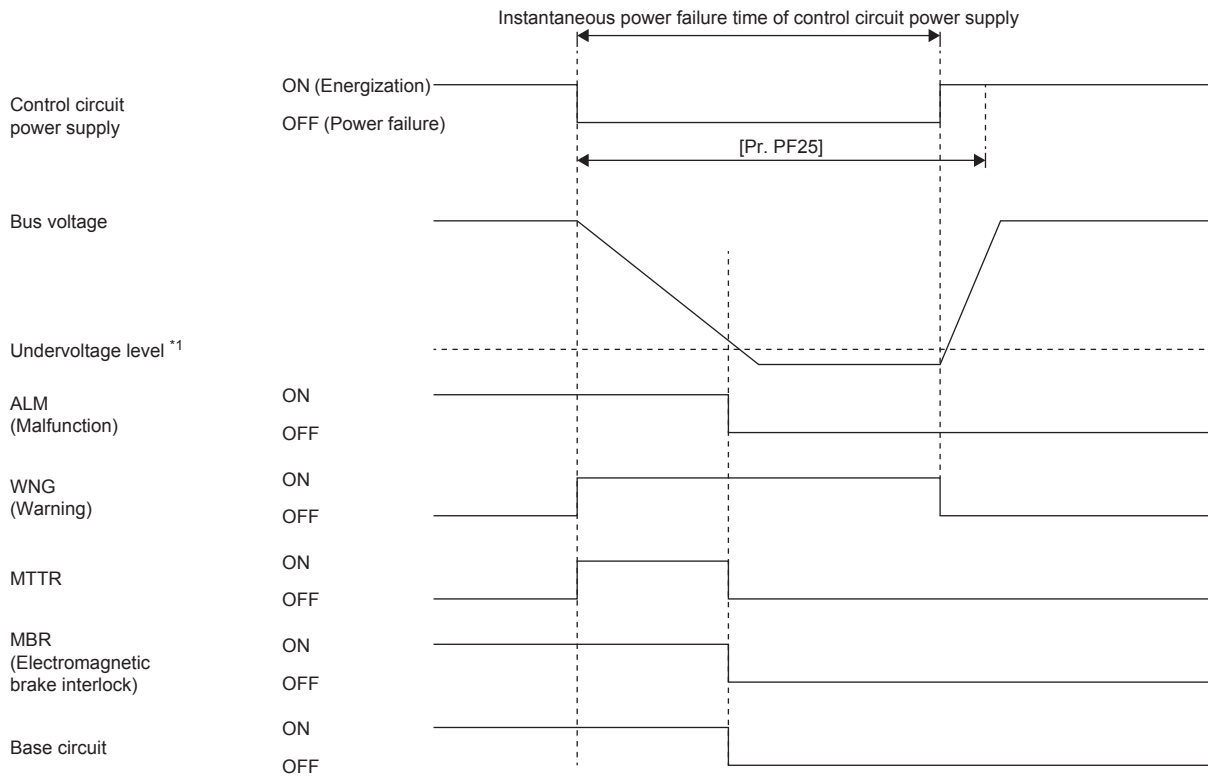 Instantaneous power failure time of control circuit power supply
Control circuit
power supply
ON (Energization)
OFF (Power failure)
[Pr. PF25]
Bus voltage
Undervoltage level *1
ALM
(Malfunction)
ON
OFF
WNG
(Warning)
ON
OFF
MTTR
ON
OFF
MBR
(Electromagnetic
brake interlock)
ON
OFF
Base circuit
ON
OFF